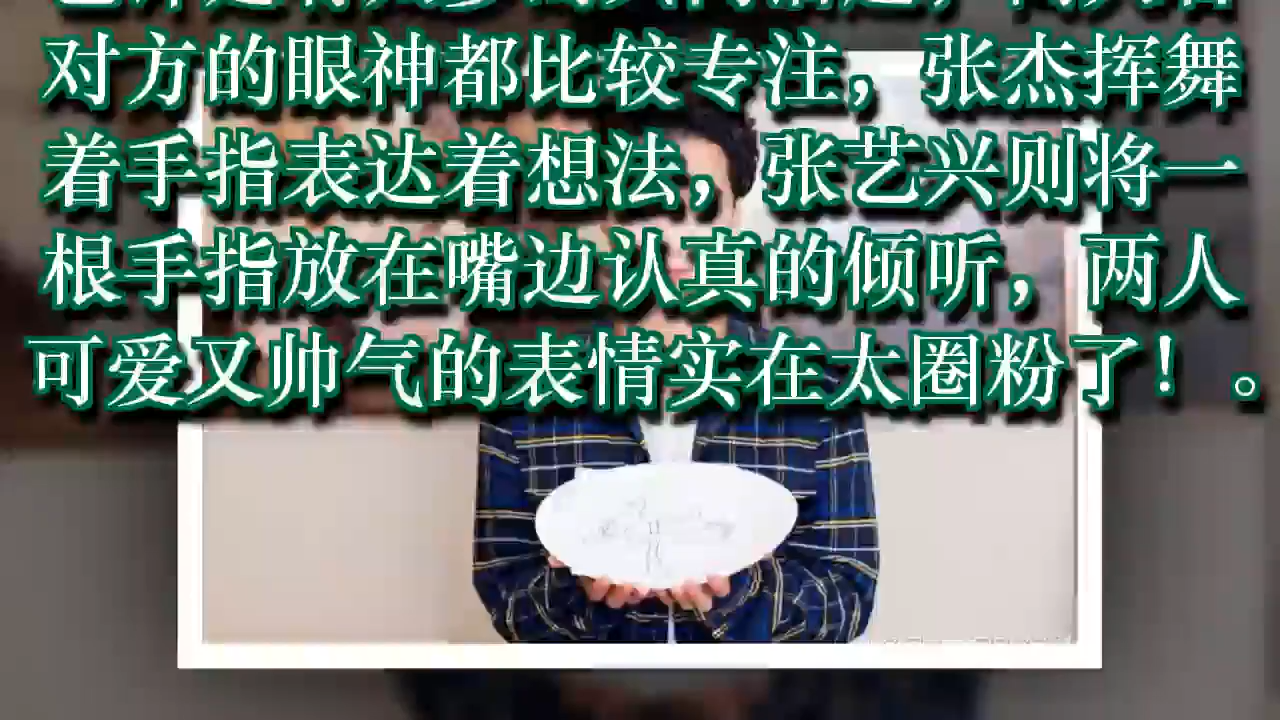 对方的眼神都比较专注，张杰挥舞
着手指表达着想法，张艺兴则将一
根手指放在嘴边认真的倾听，两人
可爱又帅气的表情实在太圈粉了！。